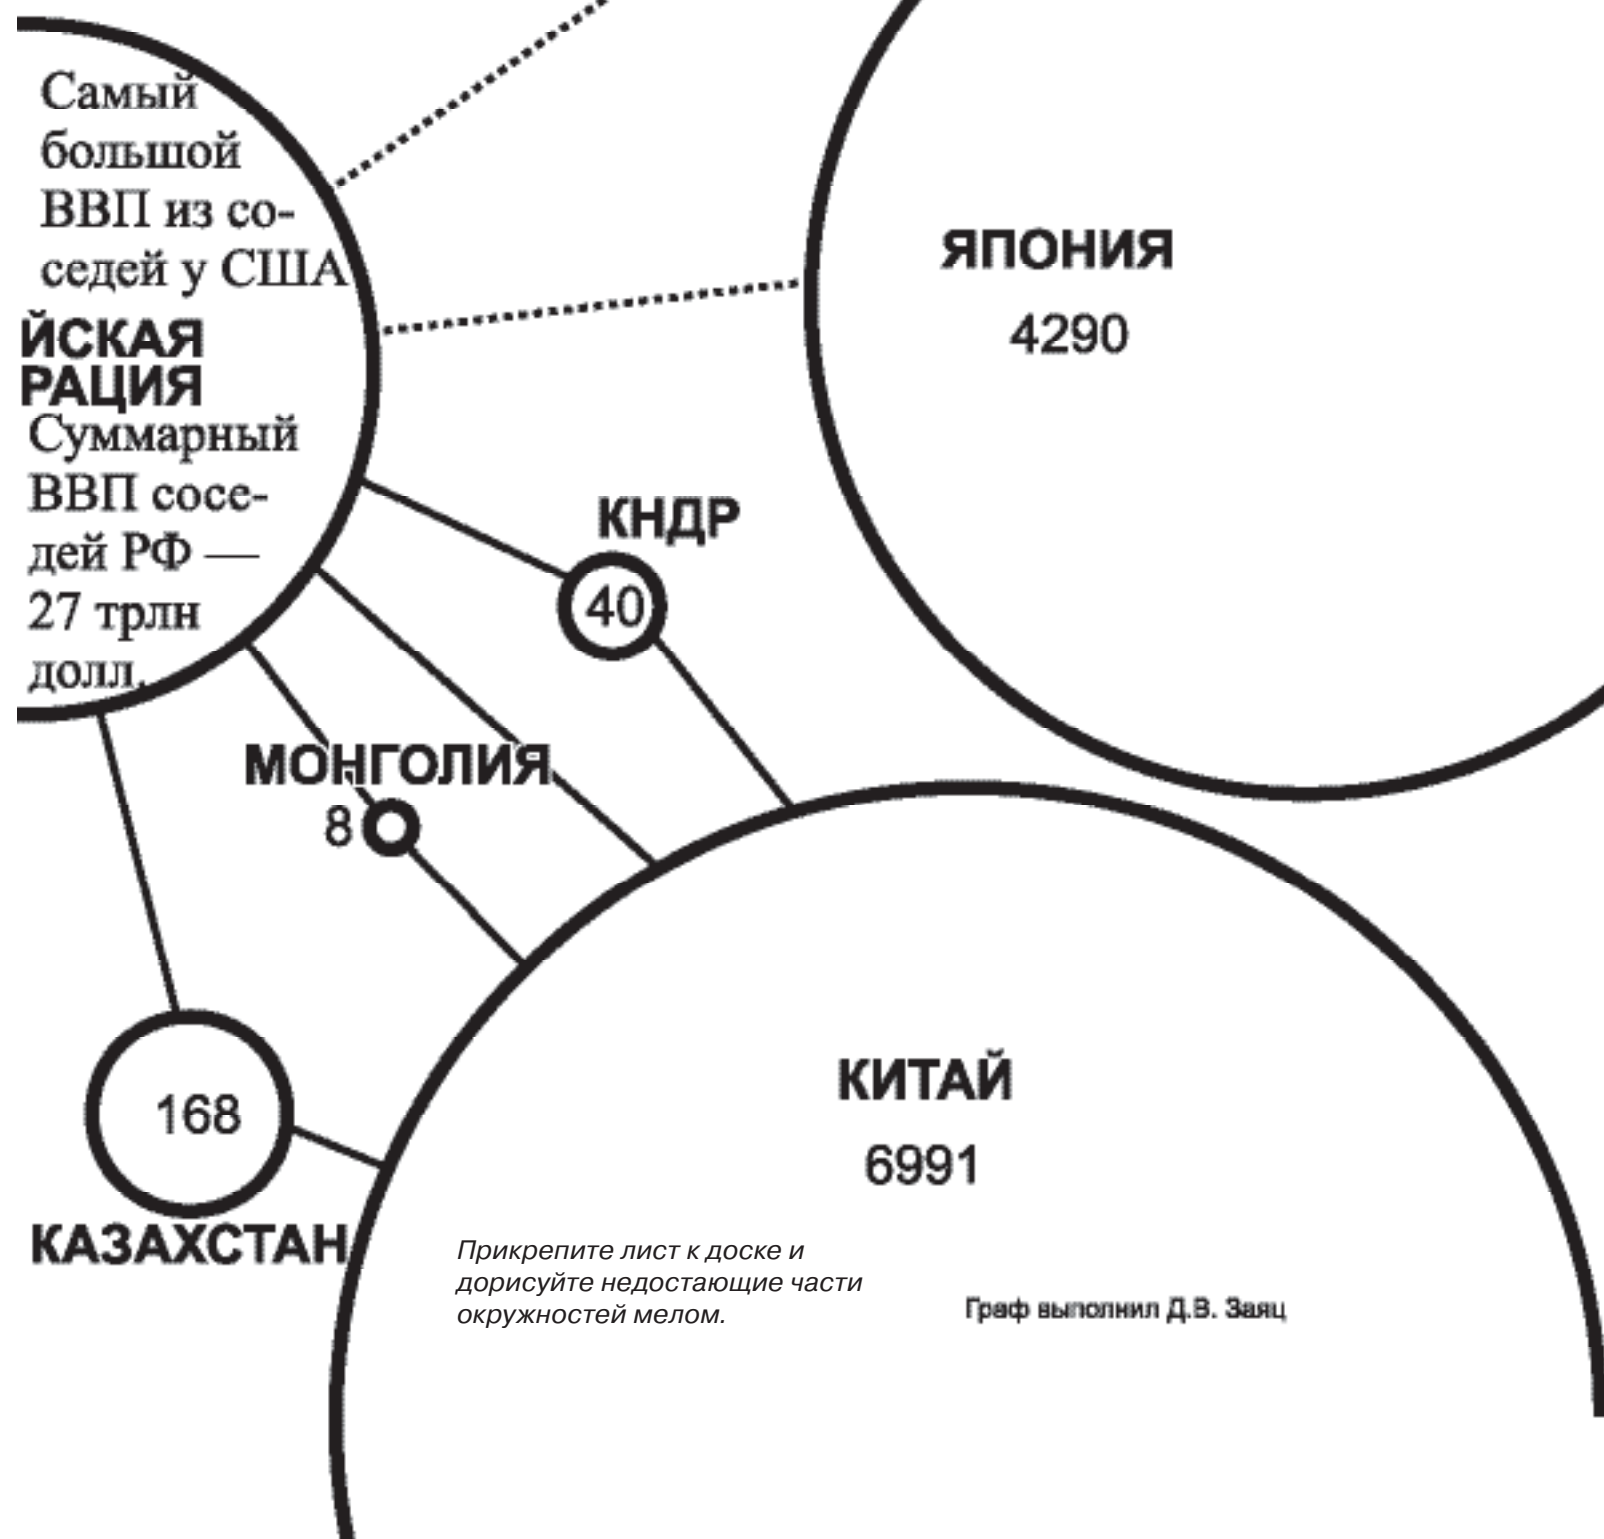 Самый
большой
ВВП из со-
седей у США
ЙСКАЯ
РАЦИЯ
Суммарный
ВВП сосе-
дей РФ —
27 трлн
долл.
ЯПОНИЯ
4290
КНДР
40
МОНГОЛИЯ
8
168
КАЗАХСТАН
КИТАЙ
6991
Прикрепите лист к доске и
дорисуйте недостающие части
окружностей мелом.
Граф выполнил Д.В. Заяц